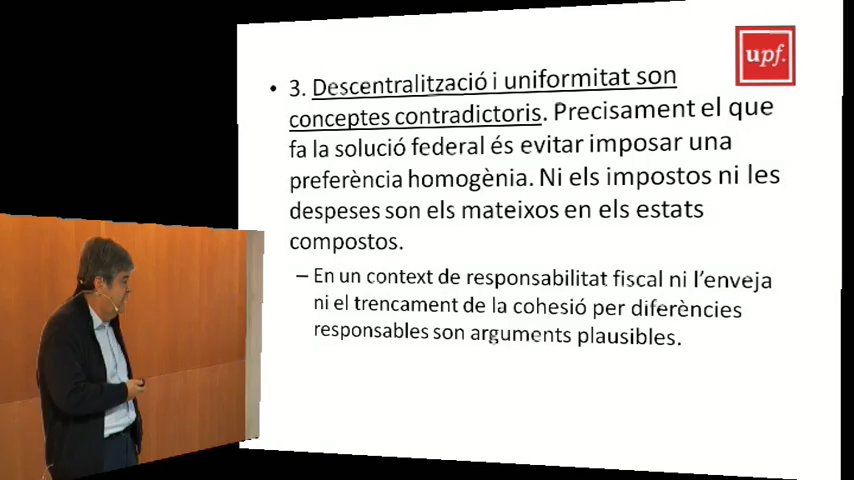 upf.
• 3. Descentralització i uniformitat son
conceptes contradictoris. Precisament el que
fa la solució federal és evitar imposar una
preferència homogènia. Ni els impostos ni les
despeses son els mateixos en els estats
compostos.
– En un context de responsabilitat fiscal ni l’enveja
ni el trencament de la cohesió per diferències
responsables son arguments plausibles.